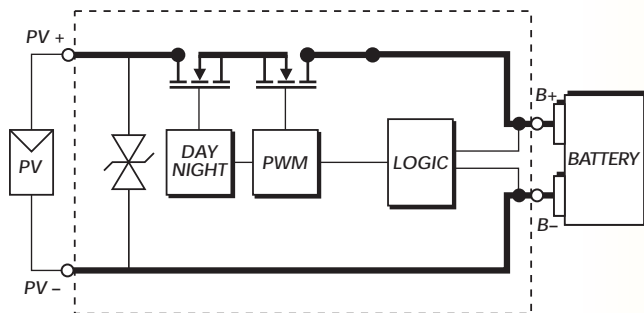 PV +
B+
PV
DAY
NIGHT
PWM
LOGIC
BATTERY
B–
PV –